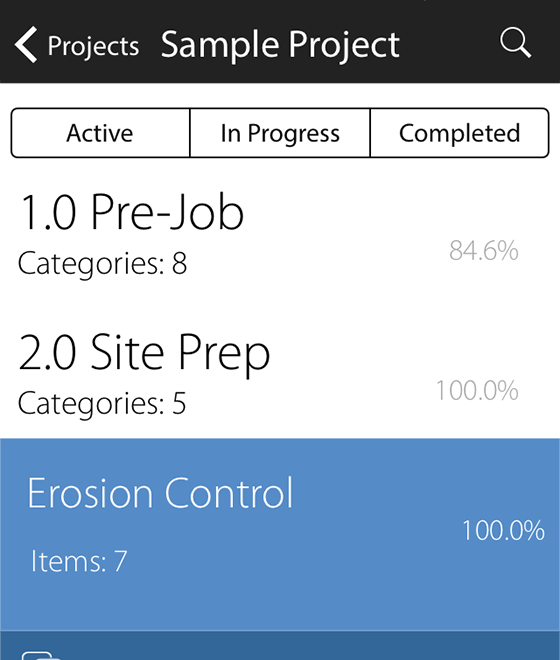 Projects Sample Project
Active In Progress Completed
1.0 Pre-Job
Categories: 8
84.6%
2.0 Site Prep
Categories: 5
100.0%
Erosion Control
100.0%
Items: 7